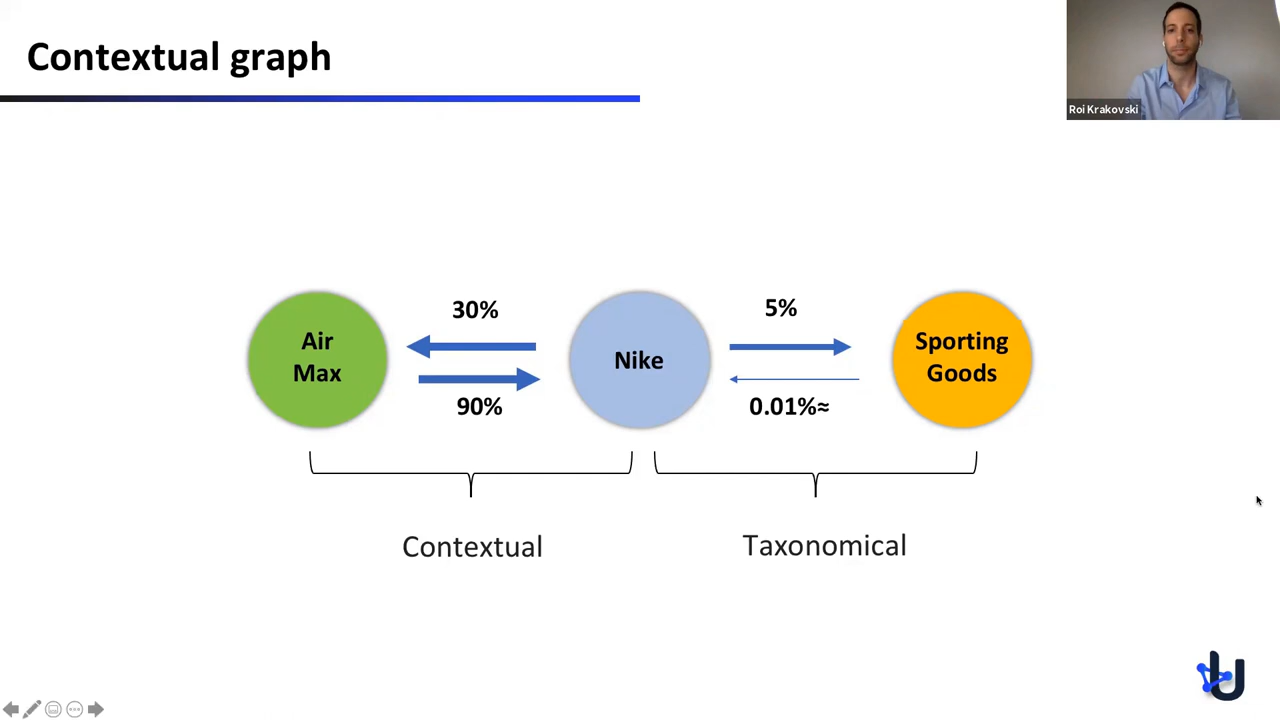 Contextual graph
Roi Krakovski
30%
5%
Air
Max
Nike
Sporting
Goods
90%
0.01%≈
Contextual
Taxonomical